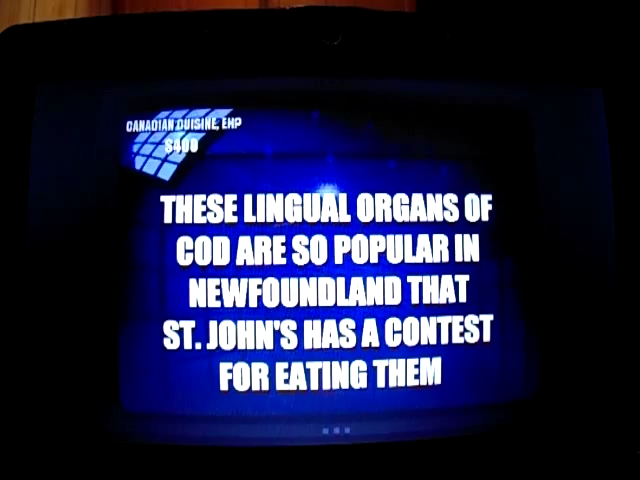 CANADIAN CUISINE, EH?
$400
THESE LINGUAL ORGANS OF
COD ARE SO POPULAR IN
NEWFOUNDLAND THAT
ST. JOHN'S HAS A CONTEST
FOR EATING THEM